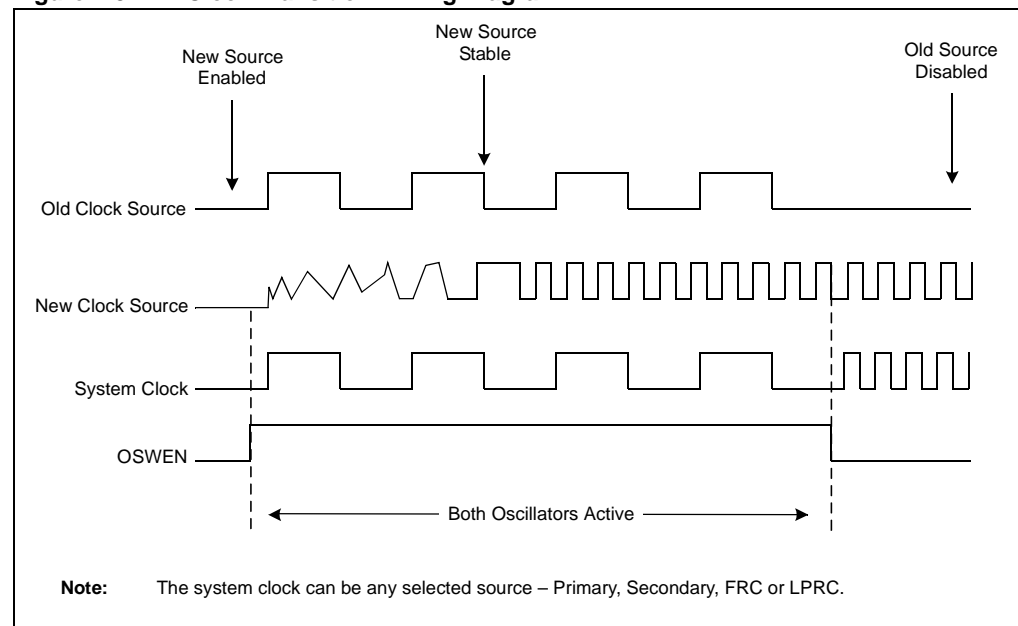 New Source
Enabled
New Source
Stable
Old Source
Disabled
Old Clock Source
New Clock Source
System Clock
OSWEN
Both Oscillators Active
Note: The system clock can be any selected source – Primary, Secondary, FRC or LPRC.